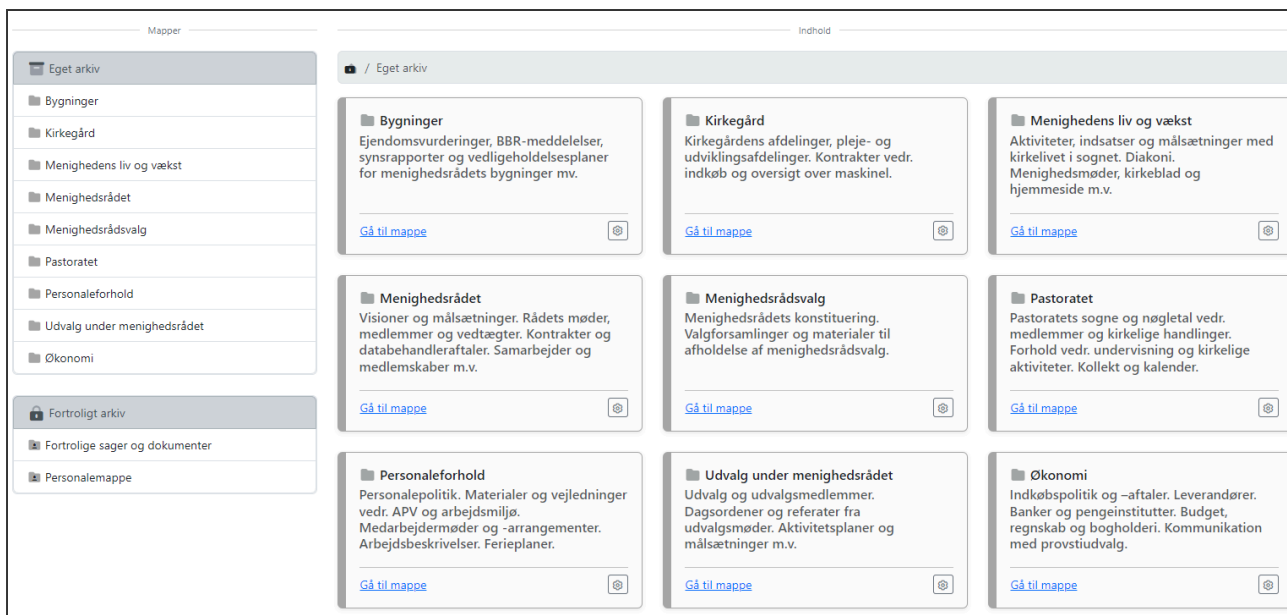 Mapper
Eget arkiv
Bygninger
Kirkegård
Menighedens liv og vækst
Menighedsrådet
Menighedsrådsvalg
Pastoratet
Personaleforhold
Udvalg under menighedsrådet
Økonomi
Fortroligt arkiv
Fortrolige sager og dokumenter
Personalemappe
Indhold
/ Eget arkiv
Bygninger
Ejendomsvurderinger, BBR-meddelelser,
synsrapporter og vedligeholdelsesplaner
for menighedsrådets bygninger mv.
Gå til mappe
Kirkegård
Kirkegårdens afdelinger, pleje- og
udviklingsafdelinger. Kontrakter vedr.
indkøb og oversigt over maskinel.
Gå til mappe
Menighedens liv og vækst
Aktiviteter, indsatser og målsætninger med
kirkelivet i sognet. Diakoni.
Menighedsmøder, kirkeblad og
hjemmeside m.v.
Gå til mappe
Menighedsrådet
Visioner og målsætninger. Rådets møder,
medlemmer og vedtægter. Kontrakter og
databehandleraftaler. Samarbejder og
medlemskaber m.v.
Gå til mappe
Menighedsrådsvalg
Menighedsrådets konstituering.
Valgforsamlinger og materialer til
afholdelse af menighedsrådsvalg.
Gå til mappe
Pastoratet
Pastoratets sogne og nøgletal vedr.
medlemmer og kirkelige handlinger.
Forhold vedr. undervisning og kirkelige
aktiviteter. Kollekt og kalender.
Gå til mappe
Personaleforhold
Personalepolitik. Materialer og vejledninger
vedr. APV og arbejdsmiljø.
Medarbejdermøder og -arrangementer.
Arbejdsbeskrivelser. Ferieplaner.
Gå til mappe
Udvalg under menighedsrådet
Udvalg og udvalgsmedlemmer.
Dagsordener og referater fra
udvalgsmøder. Aktivitetsplaner og
målsætninger m.v.
Gå til mappe
Økonomi
Indkøbspolitik og –aftaler. Leverandører.
Banker og pengeinstitutter. Budget,
regnskab og bogholderi. Kommunikation
med provstiudvalg.
Gå til mappe